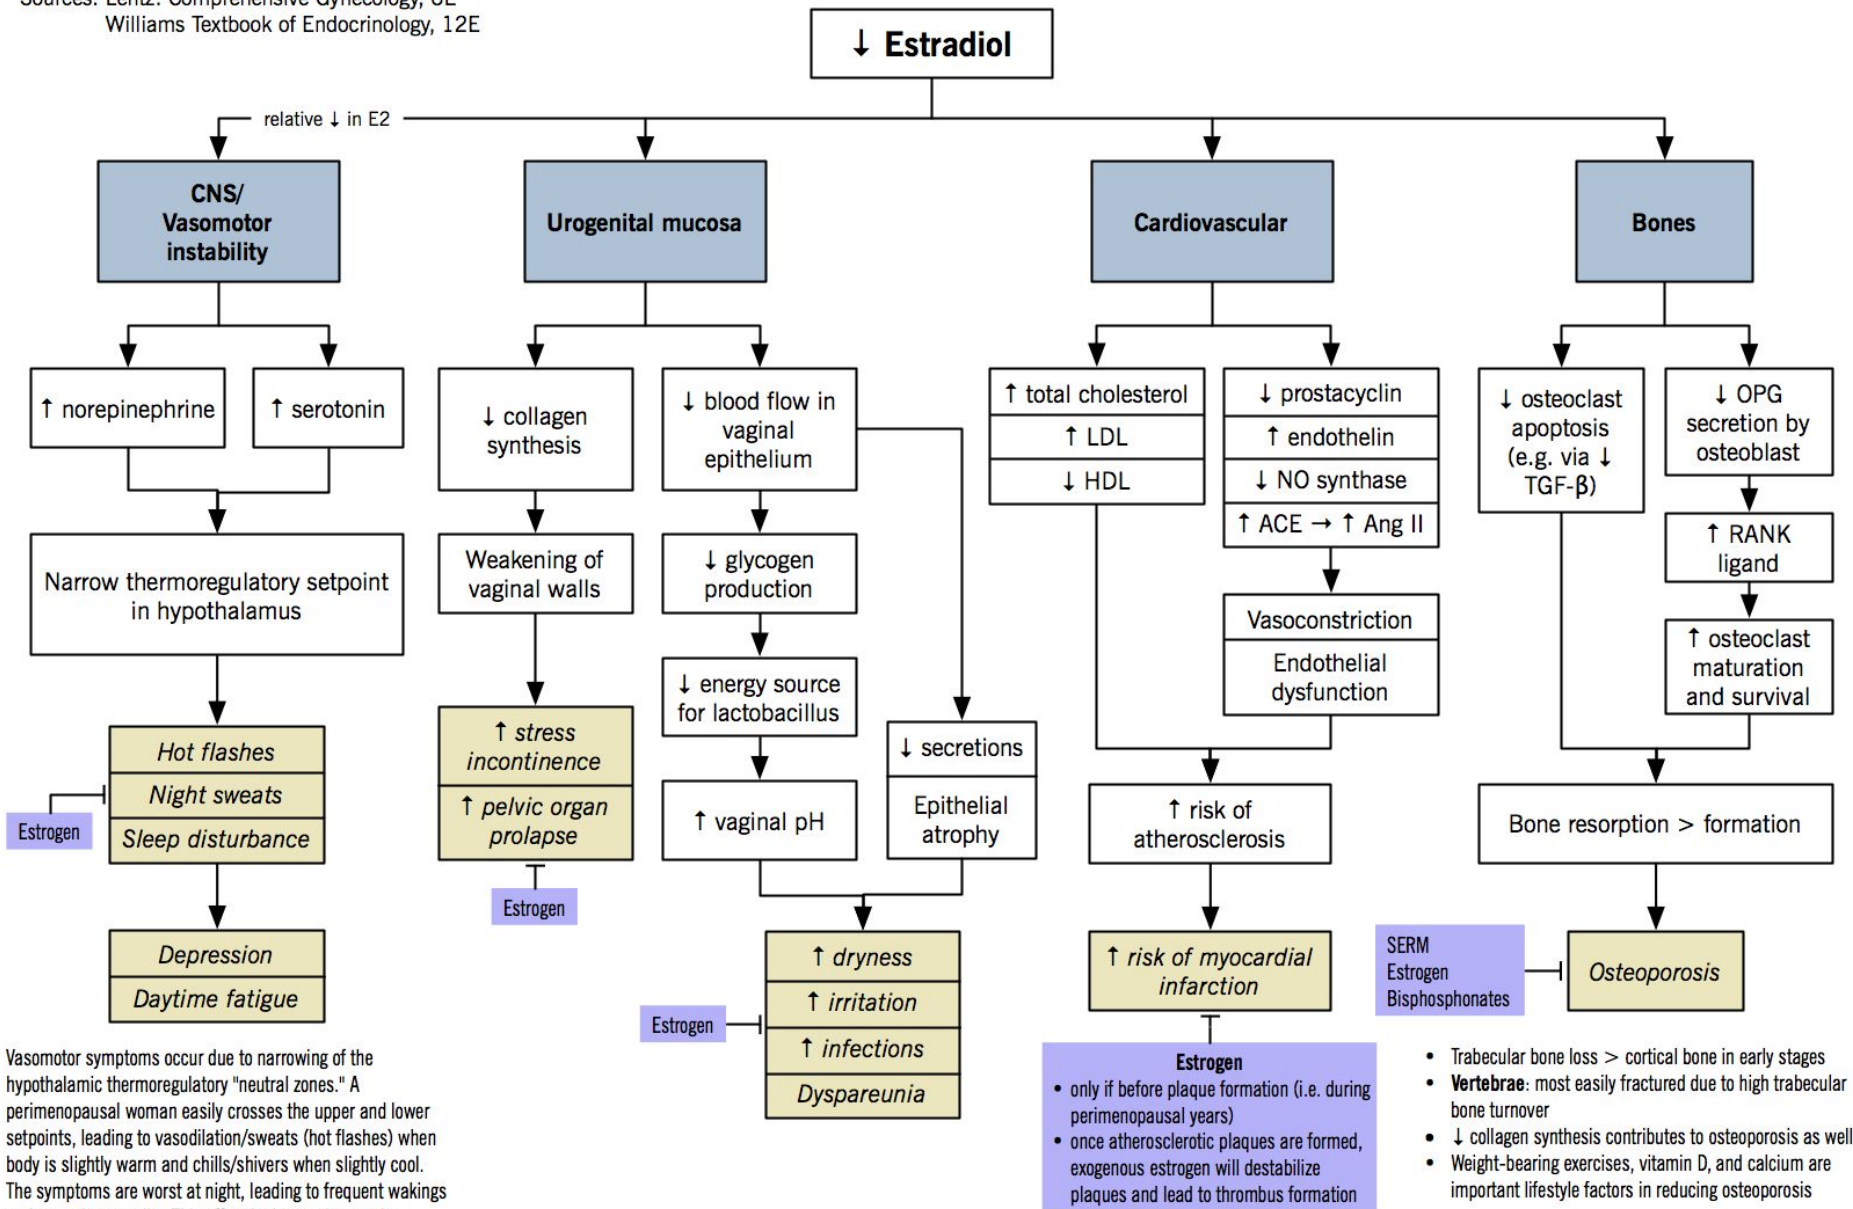 Sources: Lentz: Comprehensive Gynecology, 6E
Williams Textbook of Endocrinology, 12E
↓ Estradiol
relative ↓ in E2
CNS/
Vasomotor
instability
Urogenital mucosa
Cardiovascular
Bones
↑ norepinephrine
↑ serotonin
↓ collagen
synthesis
↓ blood flow in
vaginal
epithelium
↑ total cholesterol
↑ LDL
↓ HDL
↓ prostacyclin
↑ endothelin
↓ NO synthase
↑ ACE → ↑ Ang II
↓ osteoclast
apoptosis
(e.g. via ↓
TGF-β)
↓ OPG
secretion by
osteoblast
Narrow thermoregulatory setpoint
in hypothalamus
Weakening of
vaginal walls
↓ glycogen
production
↑ RANK
ligand
Vasoconstriction
Endothelial
dysfunction
↑ osteoclast
maturation
and survival
↓ energy source
for lactobacillus
Hot flashes
Night sweats
Sleep disturbance
Estrogen
↑ stress
incontinence
↑ pelvic organ
prolapse
Estrogen
↑ vaginal pH
↓ secretions
Epithelial
atrophy
↑ risk of
atherosclerosis
Bone resorption > formation
Depression
Daytime fatigue
↑ dryness
↑ irritation
↑ infections
Dyspareunia
Estrogen
↑ risk of myocardial
infarction
SERM
Estrogen
Bisphosphonates
Osteoporosis
Vasomotor symptoms occur due to narrowing of the
hypothalamic thermoregulatory "neutral zones." A
perimenopausal woman easily crosses the upper and lower
setpoints, leading to vasodilation/sweats (hot flashes) when
body is slightly warm and chills/shivers when slightly cool.
The symptoms are worst at night, leading to frequent wakings
Estrogen
• only if before plaque formation (i.e. during
perimenopausal years)
• once atherosclerotic plaques are formed,
exogenous estrogen will destabilize
plaques and lead to thrombus formation
• Trabecular bone loss > cortical bone in early stages
• Vertebrae: most easily fractured due to high trabecular
bone turnover
• ↓ collagen synthesis contributes to osteoporosis as well
• Weight-bearing exercises, vitamin D, and calcium are
important lifestyle factors in reducing osteoporosis